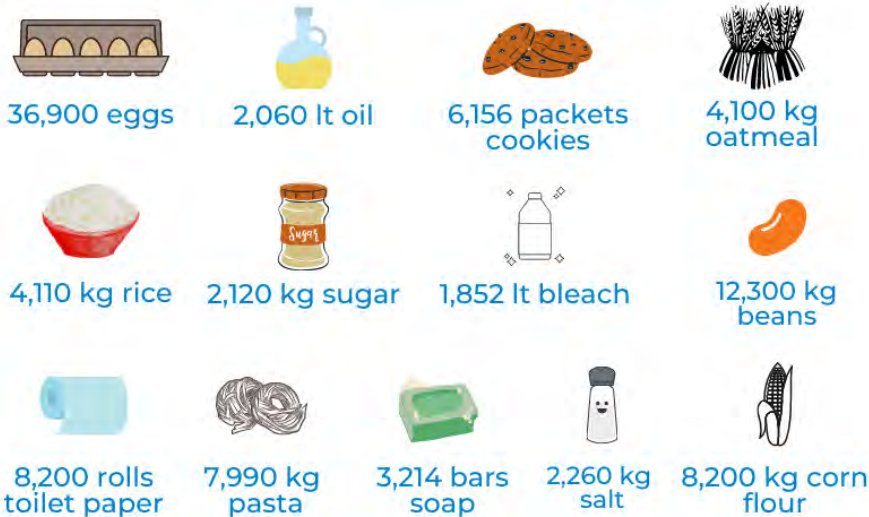 36,900 eggs
2,060 lt oil
6,156 packets
cookies
4,100 kg
oatmeal
Sugar
4,110 kg rice
2,120 kg sugar
1,852 lt bleach
12,300 kg
beans
8,200 rolls
toilet paper
7,990 kg
pasta
3,214 bars
soap
2,260 kg
salt
8,200 kg corn
flour